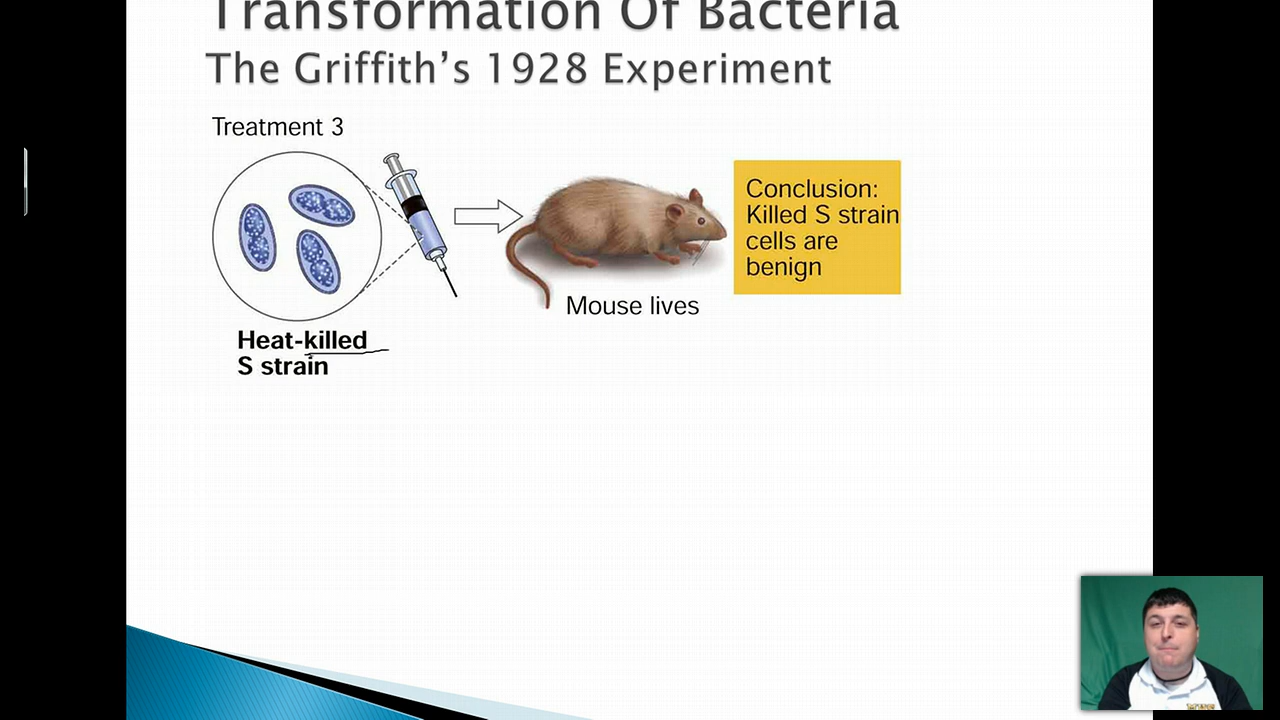 Transformation Of Bacteria
The Griffith’s 1928 Experiment
Treatment 3
Conclusion:
Killed S strain
cells are
benign
Mouse lives
Heat-killed
S strain